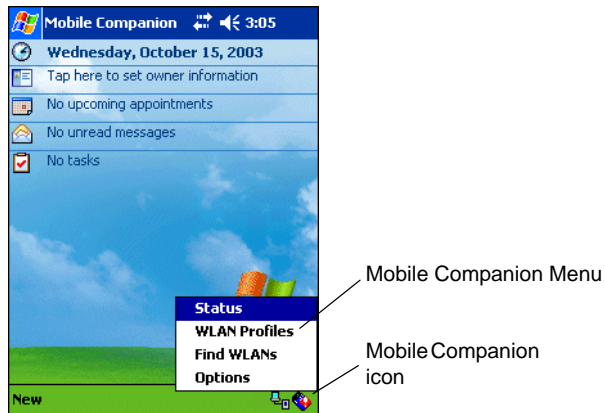 Mobile Companion 3:05
Wednesday, October 15, 2003
Tap here to set owner information
No upcoming appointments
No unread messages
No tasks
Status
WLAN Profiles
Find WLANs
Options
New
Mobile Companion Menu
Mobile Companion
icon